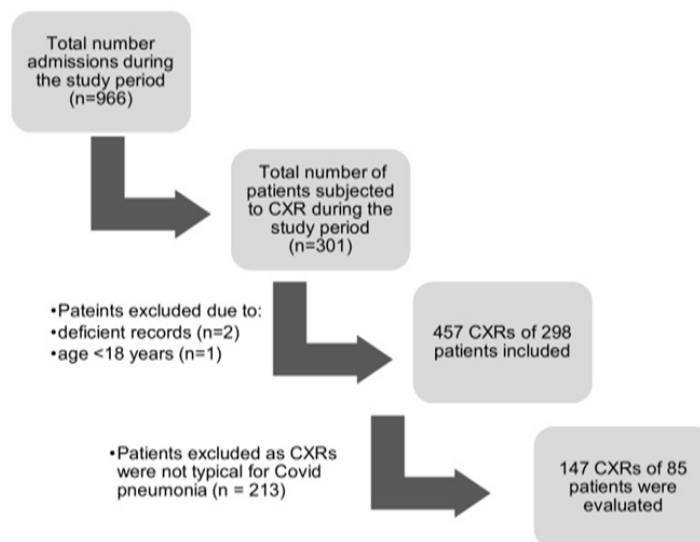 Total number
admissions during
the study period
(n=966)
Total number of
patients subjected
to CXR during the
study period
(n=301)
•Pateints excluded due to:
•deficient records (n=2)
•age <18 years (n=1)
457 CXRs of 298
patients included
•Patients excluded as CXRs
were not typical for Covid
pneumonia (n = 213)
147 CXRs of 85
patients were
evaluated